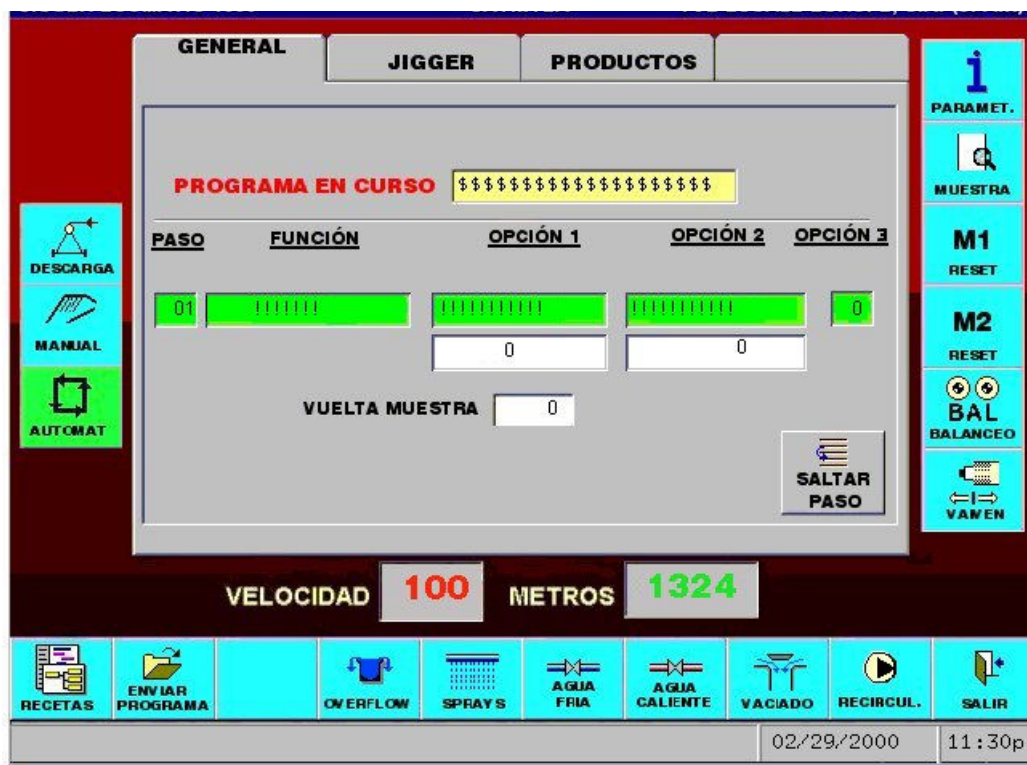 GENERAL
JIGGER
PRODUCTOS
PROGRAMA EN CURSO $$$$$$$$$$$$$$$$$$$$
PASO FUNCIÓN OPCIÓN 1 OPCIÓN 2 OPCIÓN 3
01 !!!!!!! !!!!!!!!!!! !!!!!!!!!!! 0
0 0
VUELTA MUESTRA 0
SALTAR
PASO
DESCARGA
MANUAL
AUTOMAT
i
PARAMET.
MUESTRA
M1
RESET
M2
RESET
BAL
BALANCEO
VAIVEN
VELOCIDAD 100 METROS 1324
RECETAS
ENVIAR
PROGRAMA
OVERFLOW
SPRAYS
AGUA
FRIA
AGUA
CALIENTE
VACIADO
RECIRCUL.
SALIR
02/29/2000 11:30p